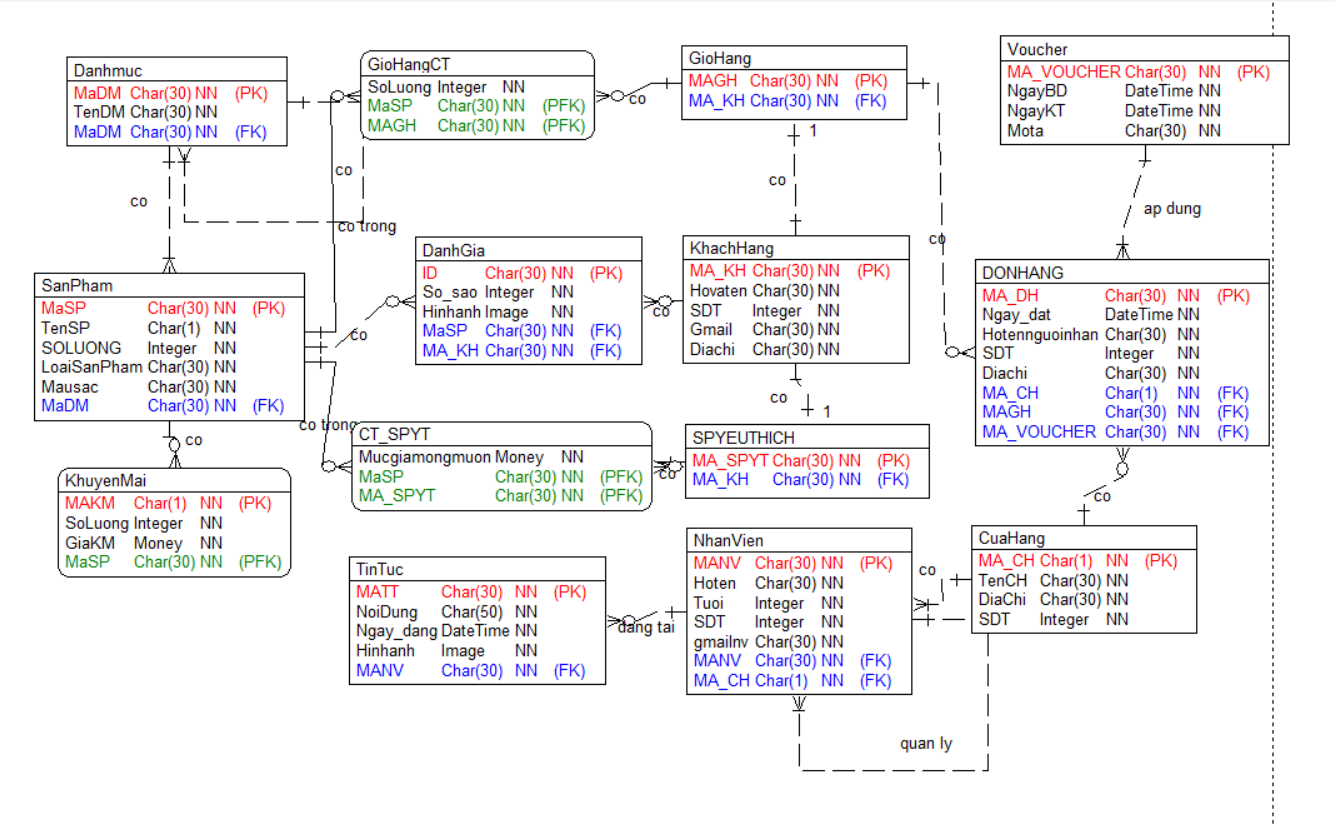 Danhmuc
MaDM Char(30) NN (PK)
TenDM Char(30) NN
MaDM Char(30) NN (FK)
GioHangCT
SoLuong Integer NN
MaSP Char(30) NN (PFK)
MAGH Char(30) NN (PFK)
GioHang
MAGH Char(30) NN (PK)
MA_KH Char(30) NN (FK)
Voucher
MA_VOUCHER Char(30) NN (PK)
NgayBD DateTime NN
NgayKT DateTime NN
Mota Char(30) NN
co
1
co
co
co
co trong
co
ap dung
SanPham
MaSP Char(30) NN (PK)
TenSP Char(1) NN
SOLUONG Integer NN
LoaiSanPham Char(30) NN
Mausac Char(30) NN
MaDM Char(30) NN (FK)
DanhGia
ID Char(30) NN (PK)
So_sao Integer NN
Hinhanh Image NN
MaSP Char(30) NN (FK)
MA_KH Char(30) NN (FK)
KhachHang
MA_KH Char(30) NN (PK)
Hovaten Char(30) NN
SDT Integer NN
Gmail Char(30) NN
Diachi Char(30) NN
DONHANG
MA_DH Char(30) NN (PK)
Ngay_dat DateTime NN
Hotennguoinhan Char(30) NN
SDT Integer NN
Diachi Char(30) NN
MA_CH Char(1) NN (FK)
MAGH Char(30) NN (FK)
MA_VOUCHER Char(30) NN (FK)
co
co
co
1
co
co trong
KhuyenMai
MAKM Char(1) NN (PK)
SoLuong Integer NN
GiaKM Money NN
MaSP Char(30) NN (PFK)
CT_SPYT
Mucgiamongmuon Money NN
MaSP Char(30) NN (PFK)
MA_SPYT Char(30) NN (PFK)
co
SPYEUTHICH
MA_SPYT Char(30) NN (PK)
MA_KH Char(30) NN (FK)
co
TinTuc
MATT Char(30) NN (PK)
NoiDung Char(50) NN
Ngay_dang DateTime NN
Hinhanh Image NN
MANV Char(30) NN (FK)
dang tai
NhanVien
MANV Char(30) NN (PK)
Hoten Char(30) NN
Tuoi Integer NN
SDT Integer NN
gmailnv Char(30) NN
MANV Char(30) NN (FK)
MA_CH Char(1) NN (FK)
co
CuaHang
MA_CH Char(1) NN (PK)
TenCH Char(30) NN
DiaChi Char(30) NN
SDT Integer NN
quan ly